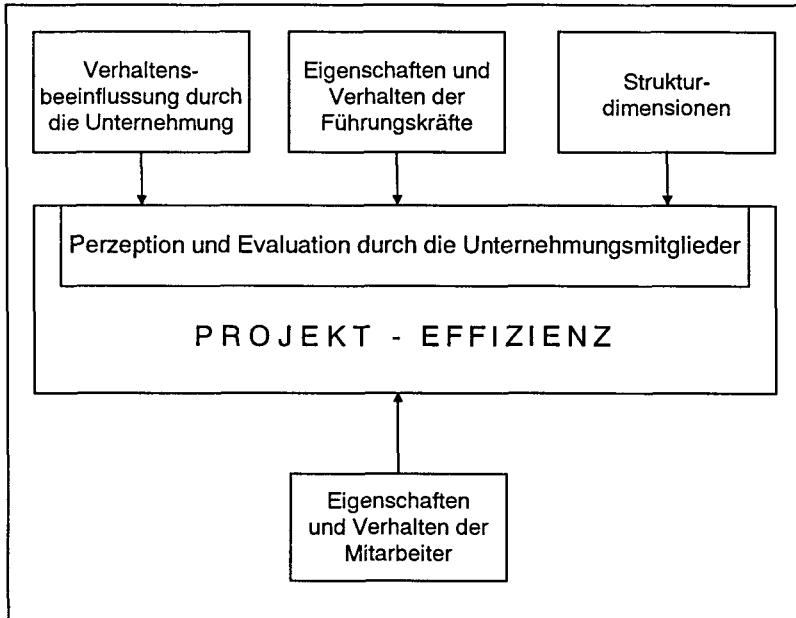 Verhaltens-
beeinflussung durch
die Unternehmung
Eigenschaften und
Verhalten der
Führungskräfte
Struktur-
dimensionen
Perzeption und Evaluation durch die Unternehmungsmitglieder
PROJEKT - EFFIZIENZ
Eigenschaften
und Verhalten der
Mitarbeiter